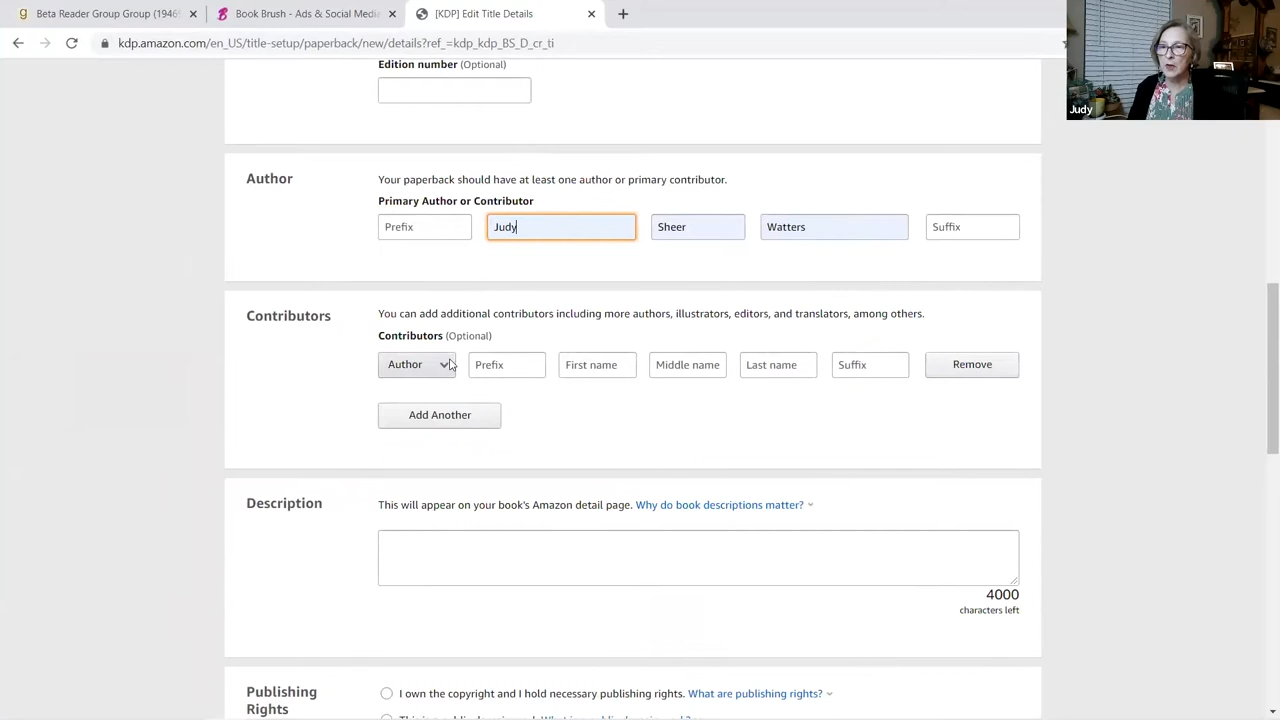 Beta Reader Group Group (1946
Book Brush - Ads & Social Media
[KDP] Edit Title Details
kdp.amazon.com/en_US/title-setup/paperback/new/details?ref_=kdp_kdp_BS_D_cr_ti
Judy
Edition number (Optional)
Author
Your paperback should have at least one author or primary contributor.
Primary Author or Contributor
Prefix Judy Sheer Watters Suffix
Contributors
You can add additional contributors including more authors, illustrators, editors, and translators, among others.
Contributors (Optional)
Author Prefix First name Middle name Last name Suffix Remove
Add Another
Description
This will appear on your book's Amazon detail page. Why do book descriptions matter?
4000
characters left
Publishing
Rights
I own the copyright and I hold necessary publishing rights. What are publishing rights?